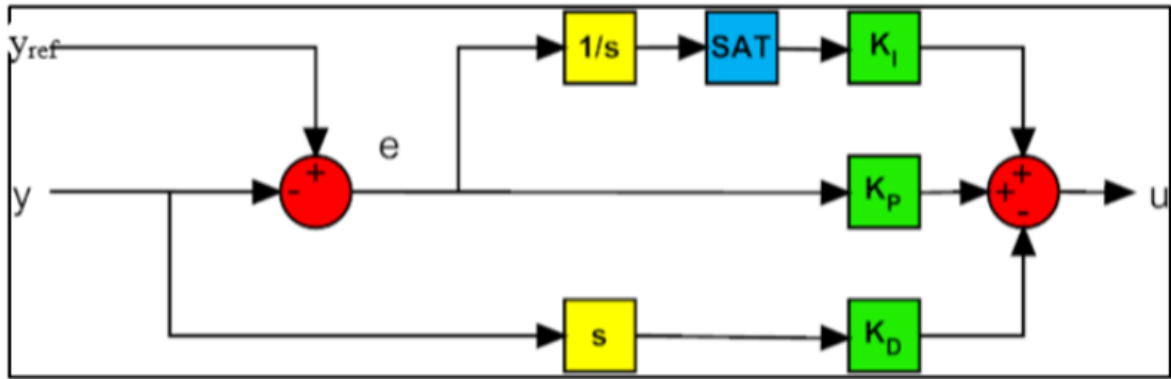 y_ref
1/s
SAT
K_I
+
e
y
-
K_P
+
+
-
u
s
K_D